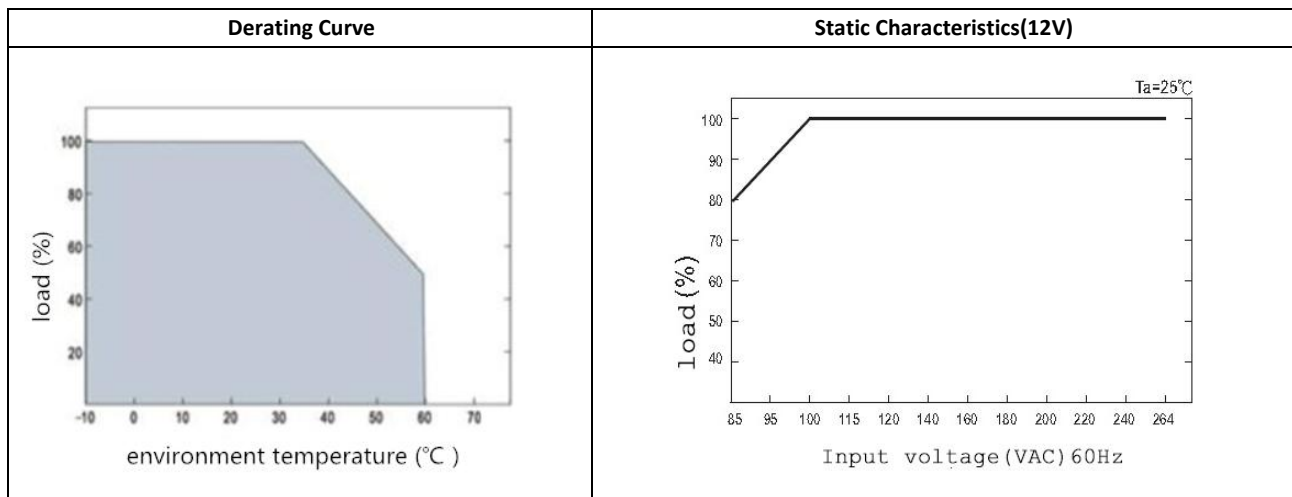 Derating Curve
Static Characteristics(12V)
100
80
60
40
20
load (%)
-10 0 10 20 30 40 50 60 70
environment temperature (℃ )
Ta=25℃
100
90
80
70
60
50
40
load(%)
85 95 100 115 120 140 160 180 200 220 240 264
Input voltage(VAC)60Hz